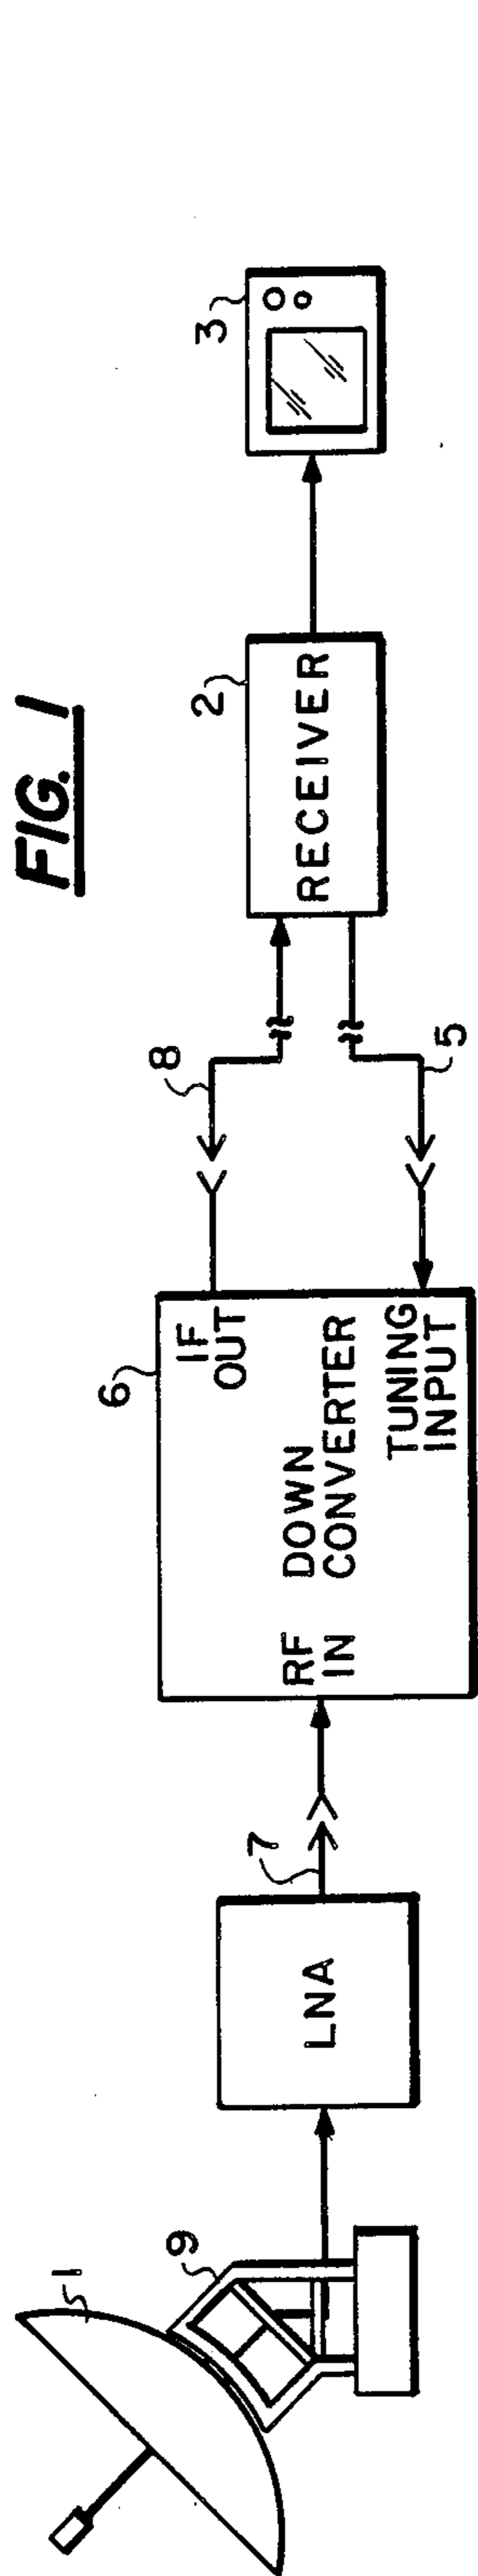 FIG. 1
1
9
LNA
7
RF
IN
DOWN
CONVERTER
6
IF
OUT
TUNING
INPUT
8
5
2
RECEIVER
3